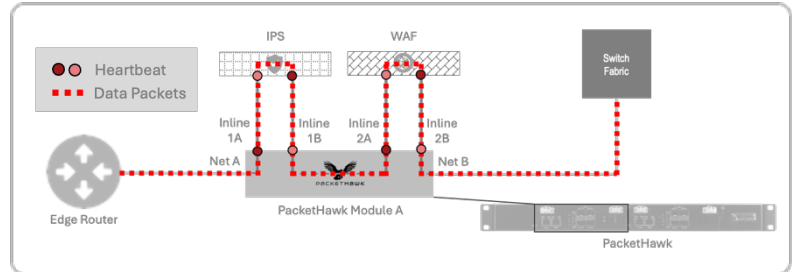 IPS
WAF
Switch
Fabric
Heartbeat
Data Packets
Inline
1A
Inline
1B
Inline
2A
Inline
2B
Net A
Net B
PACKETHAWK
Edge Router
PacketHawk Module A
PacketHawk